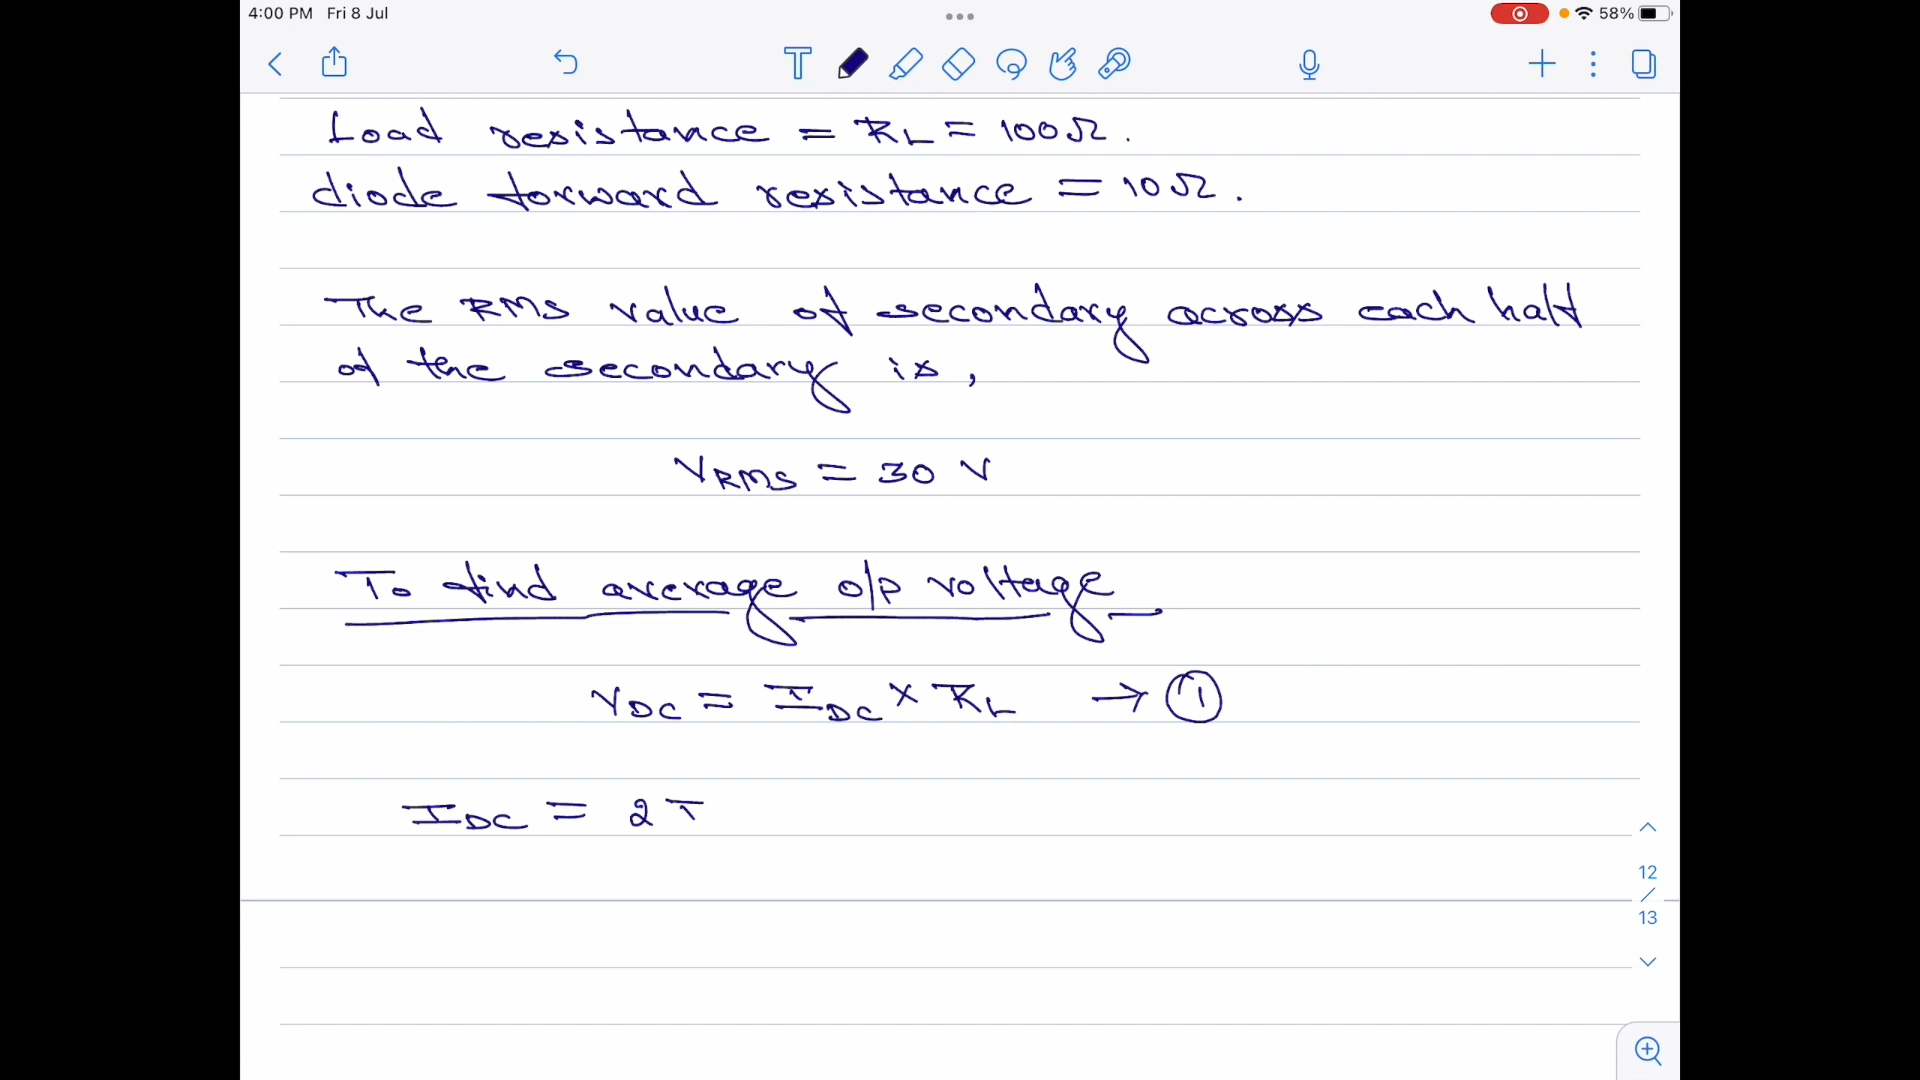 4:00 PM Fri 8 Jul
58%
Load resistance = RL = 100Ω.
diode forward resistance = 10Ω.
The RMS value of secondary across each half
of the secondary is,
VRMS = 30 V
To find average o/p voltage
VDC = IDC × RL → 1
IDC = 2 I
12
/
13